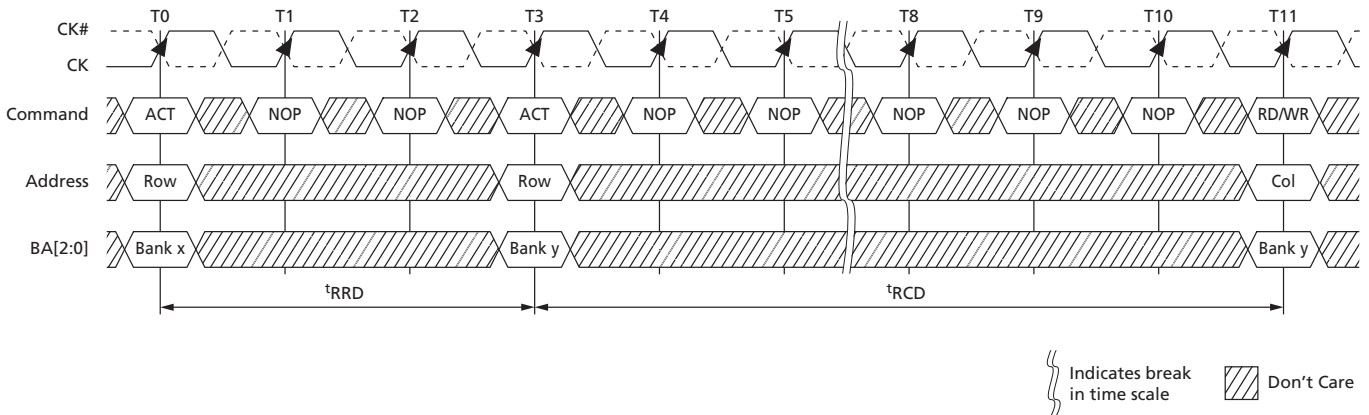 T0 T1 T2 T3 T4 T5 T8 T9 T10 T11
CK#
CK
Command ACT NOP NOP ACT NOP NOP NOP NOP NOP RD/WR
Address Row Row Col
BA[2:0] Bank x Bank y Bank y
tRRD tRCD
Indicates break
in time scale
Don't Care